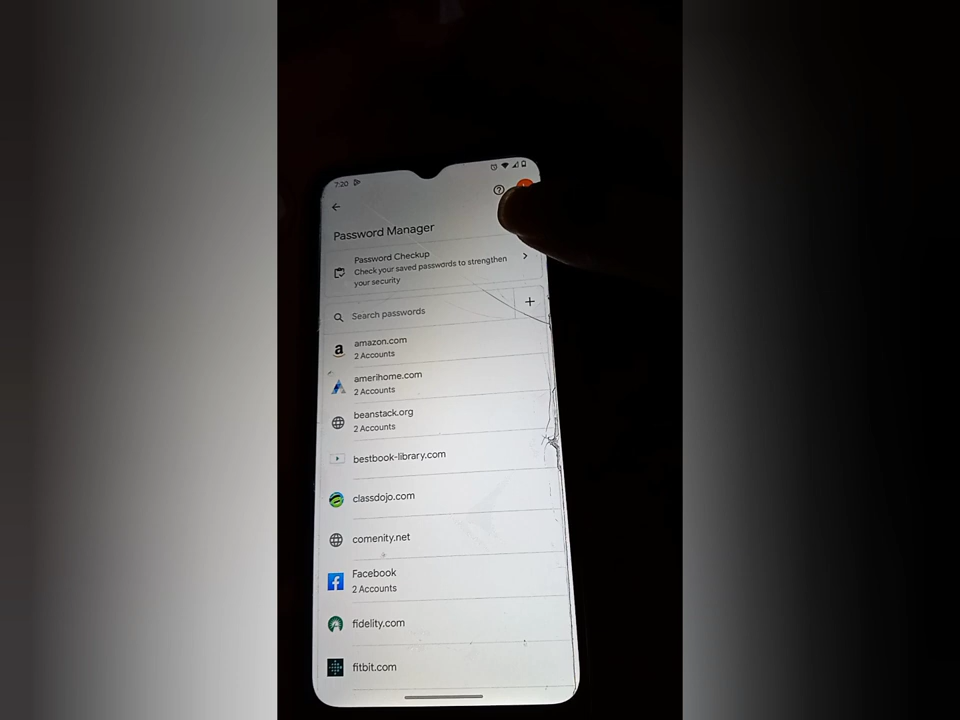 7:20
Password Manager
Password Checkup
Check your saved passwords to strengthen
your security
Search passwords
amazon.com
2 Accounts
amerihome.com
2 Accounts
beanstack.org
2 Accounts
bestbook-library.com
classdojo.com
comenity.net
Facebook
2 Accounts
fidelity.com
fitbit.com